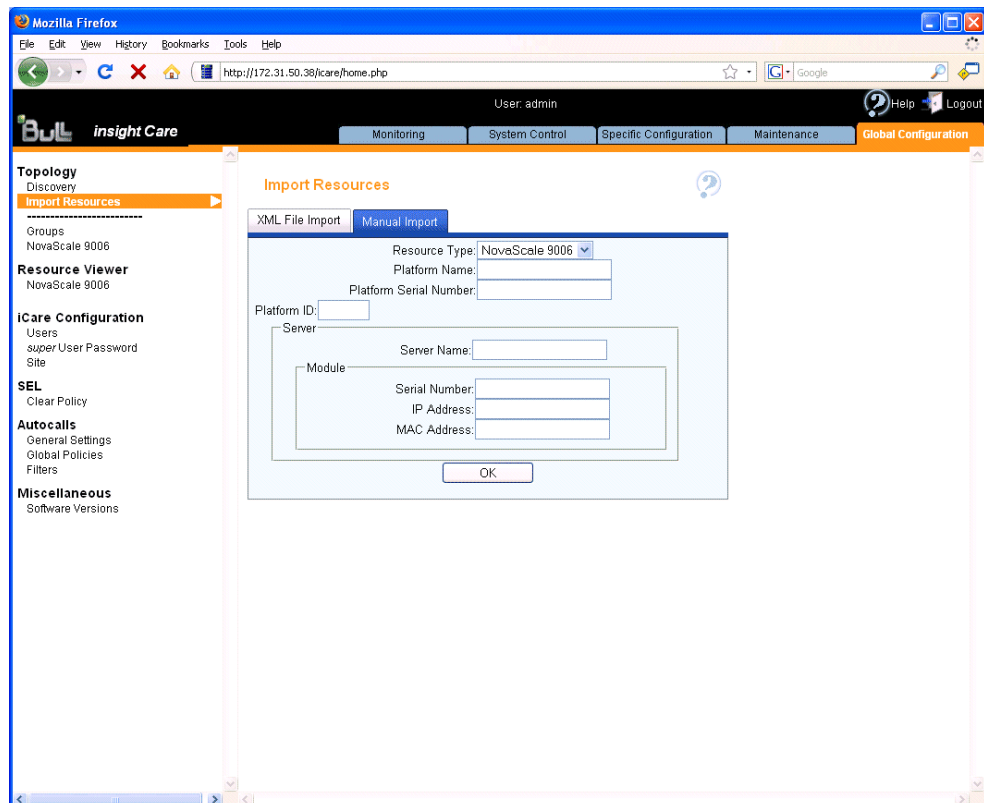 Mozilla Firefox
File Edit View History Bookmarks Tools Help
http://172.31.50.38/icare/home.php
G Google
User: admin
Help Logout
Bull insight Care
Monitoring System Control Specific Configuration Maintenance Global Configuration
Topology
Discovery
Import Resources
-------------------------
Groups
NovaScale 9006
Resource Viewer
NovaScale 9006
iCare Configuration
Users
super User Password
Site
SEL
Clear Policy
Autocalls
General Settings
Global Policies
Filters
Miscellaneous
Software Versions
Import Resources
XML File Import Manual Import
Resource Type: NovaScale 9006
Platform Name:
Platform Serial Number:
Platform ID:
Server
Server Name:
Module
Serial Number:
IP Address:
MAC Address:
OK